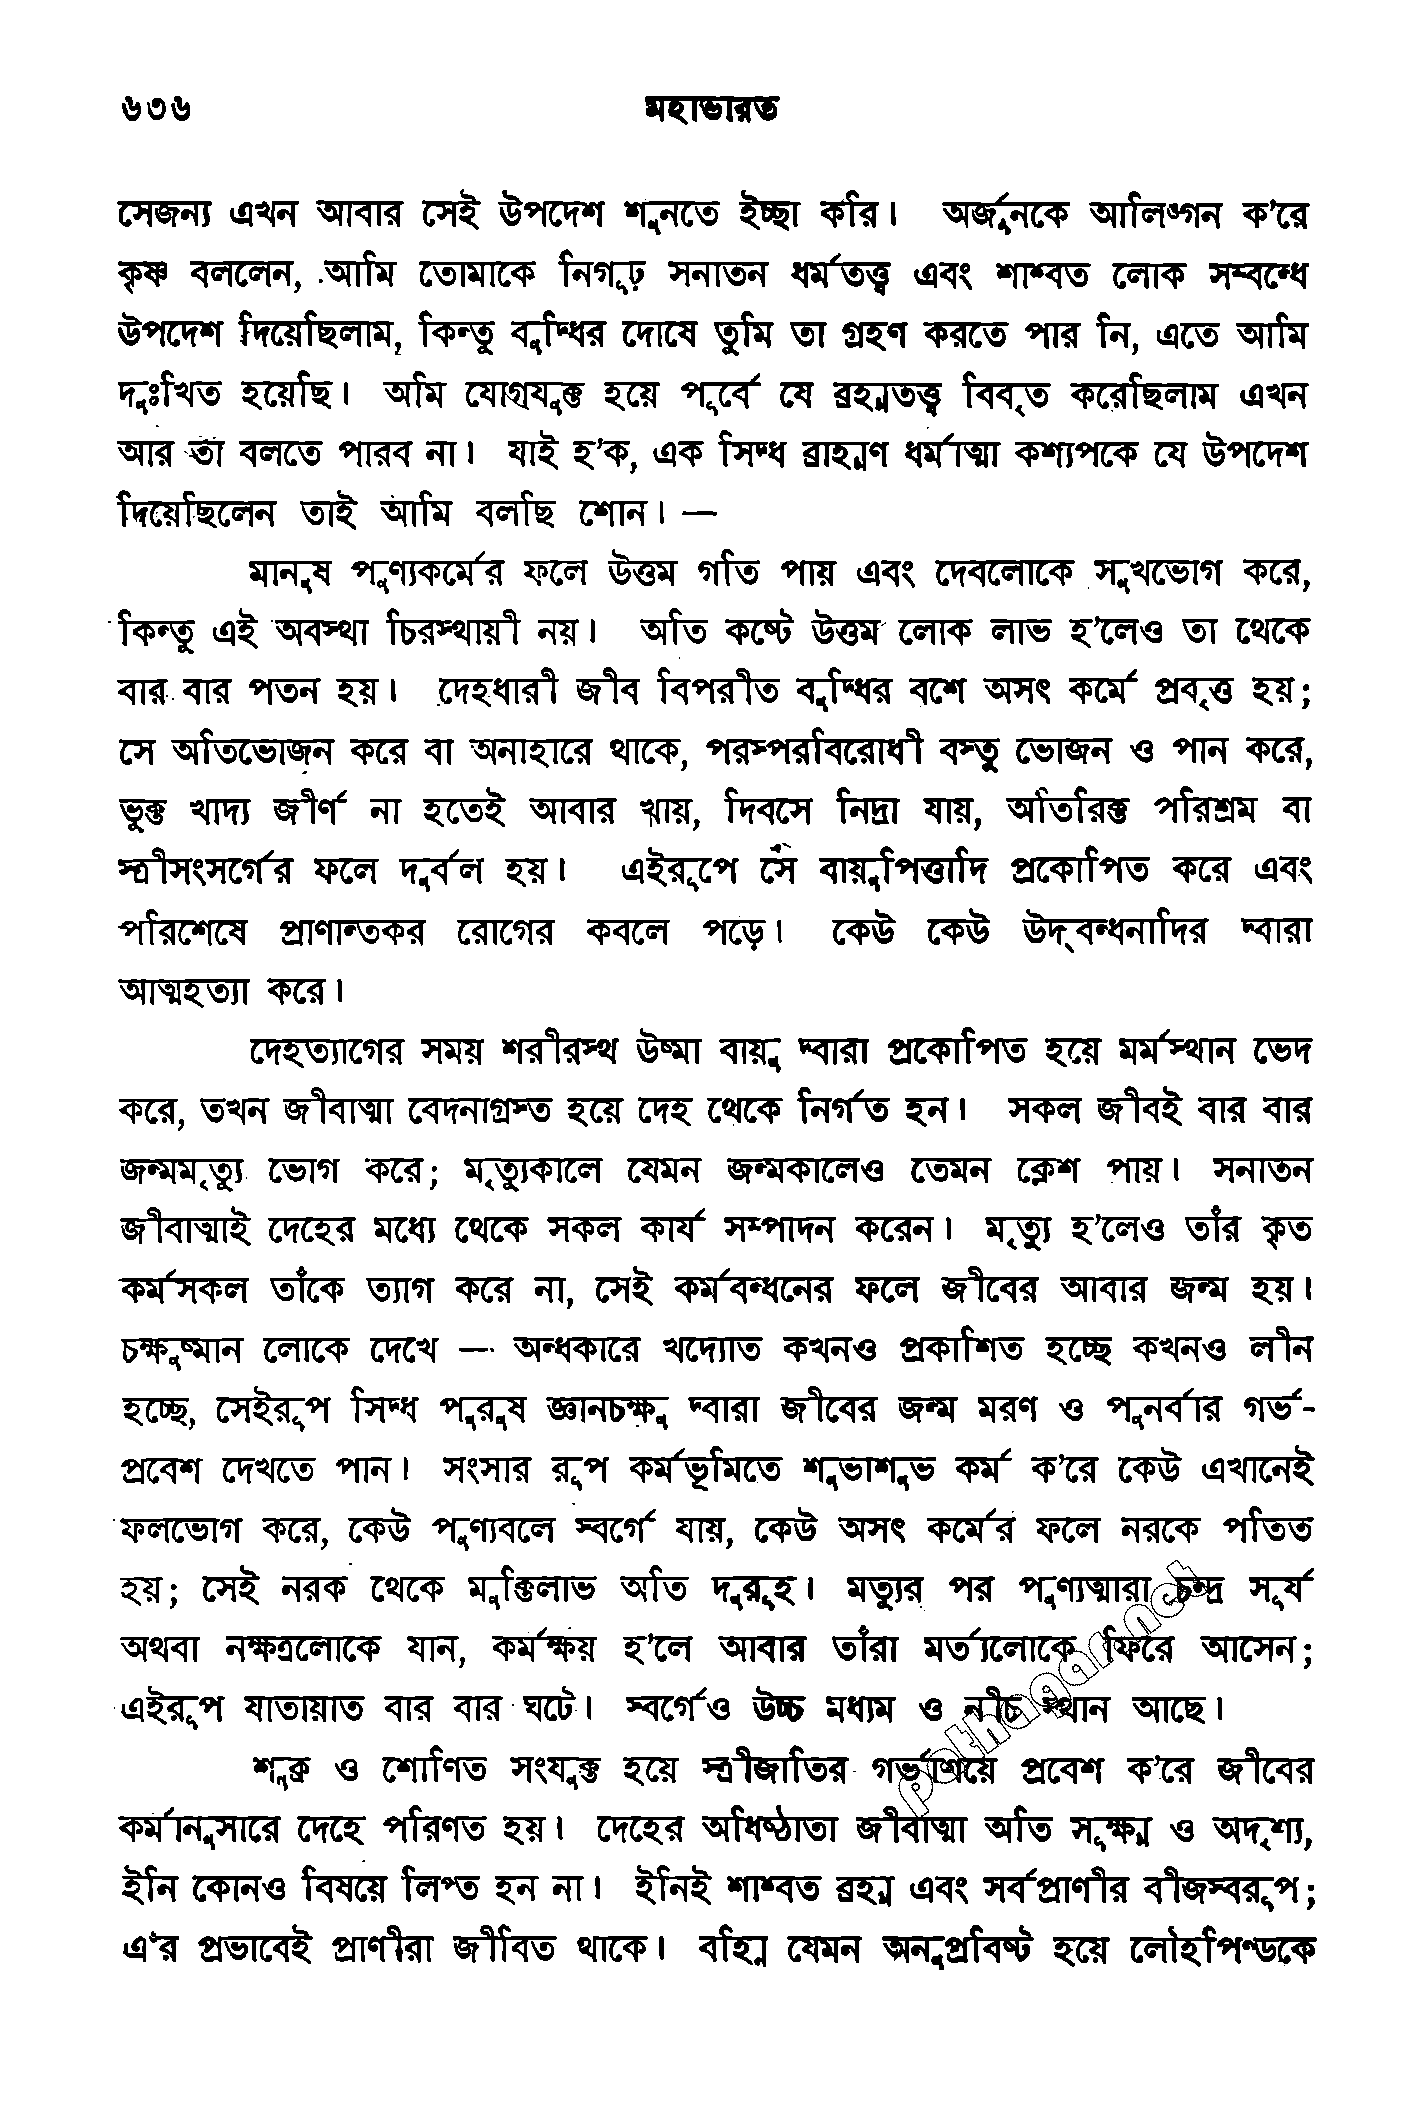 ৬৩৬ মহাভারত
সেজন্য এখন আবার সেই উপদেশ শুনতে ইচ্ছা করি। অর্জুনকে আলিঙ্গন ক’রে
কৃষ্ণ বললেন, আমি তোমাকে নিগূঢ় সনাতন ধর্মতত্ত্ব এবং শাশ্বত লোক সম্বন্ধে
উপদেশ দিয়েছিলাম, কিন্তু বুদ্ধির দোষে তুমি তা গ্রহণ করতে পার নি, এতে আমি
দুঃখিত হয়েছি। অমি যোগযুক্ত হয়ে পূর্বে যে ব্রহ্মতত্ত্ব বিবৃত করেছিলাম এখন
আর তা বলতে পারব না। যাই হ’ক, এক সিদ্ধ ব্রাহ্মণ ধর্মাত্মা কশ্যপকে যে উপদেশ
দিয়েছিলেন তাই আমি বলছি শোন। —
মানুষ পুণ্যকর্মের ফলে উত্তম গতি পায় এবং দেবলোকে সুখভোগ করে,
কিন্তু এই অবস্থা চিরস্থায়ী নয়। অতি কষ্টে উত্তম লোক লাভ হ’লেও তা থেকে
বার বার পতন হয়। দেহধারী জীব বিপরীত বুদ্ধির বশে অসৎ কর্মে প্রবৃত্ত হয়;
সে অতিভোজন করে বা অনাহারে থাকে, পরস্পরবিরোধী বস্তু ভোজন ও পান করে,
ভুক্ত খাদ্য জীর্ণ না হতেই আবার খায়, দিবসে নিদ্রা যায়, অতিরিক্ত পরিশ্রম বা
স্ত্রীসংসর্গের ফলে দুর্বল হয়। এইরূপে সে বায়ুপিত্তাদি প্রকোপিত করে এবং
পরিশেষে প্রাণান্তকর রোগের কবলে পড়ে। কেউ কেউ উদ্‌বন্ধনাদির দ্বারা
আত্মহত্যা করে।
দেহত্যাগের সময় শরীরস্থ উষ্মা বায়ু দ্বারা প্রকোপিত হয়ে মর্মস্থান ভেদ
করে, তখন জীবাত্মা বেদনাগ্রস্ত হয়ে দেহ থেকে নির্গত হন। সকল জীবই বার বার
জন্মমৃত্যু ভোগ করে; মৃত্যুকালে যেমন জন্মকালেও তেমন ক্লেশ পায়। সনাতন
জীবাত্মাই দেহের মধ্যে থেকে সকল কার্য সম্পাদন করেন। মৃত্যু হ’লেও তাঁর কৃত
কর্মসকল তাঁকে ত্যাগ করে না, সেই কর্মবন্ধনের ফলে জীবের আবার জন্ম হয়।
চক্ষুষ্মান লোকে দেখে — অন্ধকারে খদ্যোত কখনও প্রকাশিত হচ্ছে কখনও লীন
হচ্ছে, সেইরূপ সিদ্ধ পুরুষ জ্ঞানচক্ষু দ্বারা জীবের জন্ম মরণ ও পুনর্বার গর্ভ-
প্রবেশ দেখতে পান। সংসার রূপ কর্মভূমিতে শুভাশুভ কর্ম ক’রে কেউ এখানেই
ফলভোগ করে, কেউ পুণ্যবলে স্বর্গে যায়, কেউ অসৎ কর্মের ফলে নরকে পতিত
হয়; সেই নরক থেকে মুক্তিলাভ অতি দুরূহ। মত্যুর পর পুণ্যত্মারা চন্দ্র সূর্য
অথবা নক্ষত্রলোকে যান, কর্মক্ষয় হ’লে আবার তাঁরা মর্ত্যলোকে ফিরে আসেন;
এইরূপ যাতায়াত বার বার ঘটে। স্বর্গেও উচ্চ মধ্যম ও নীচ স্থান আছে।
শুক্র ও শোণিত সংযুক্ত হয়ে স্ত্রীজাতির গর্ভাশয়ে প্রবেশ ক’রে জীবের
কর্মানুসারে দেহে পরিণত হয়। দেহের অধিষ্ঠাতা জীবাত্মা অতি সূক্ষ্ম ও অদৃশ্য,
ইনি কোনও বিষয়ে লিপ্ত হন না। ইনিই শাশ্বত ব্রহ্ম এবং সর্বপ্রাণীর বীজস্বরূপ;
এঁর প্রভাবেই প্রাণীরা জীবিত থাকে। বহ্নি যেমন অনুপ্রবিষ্ট হয়ে লৌহপিণ্ডকে
pathagar.net